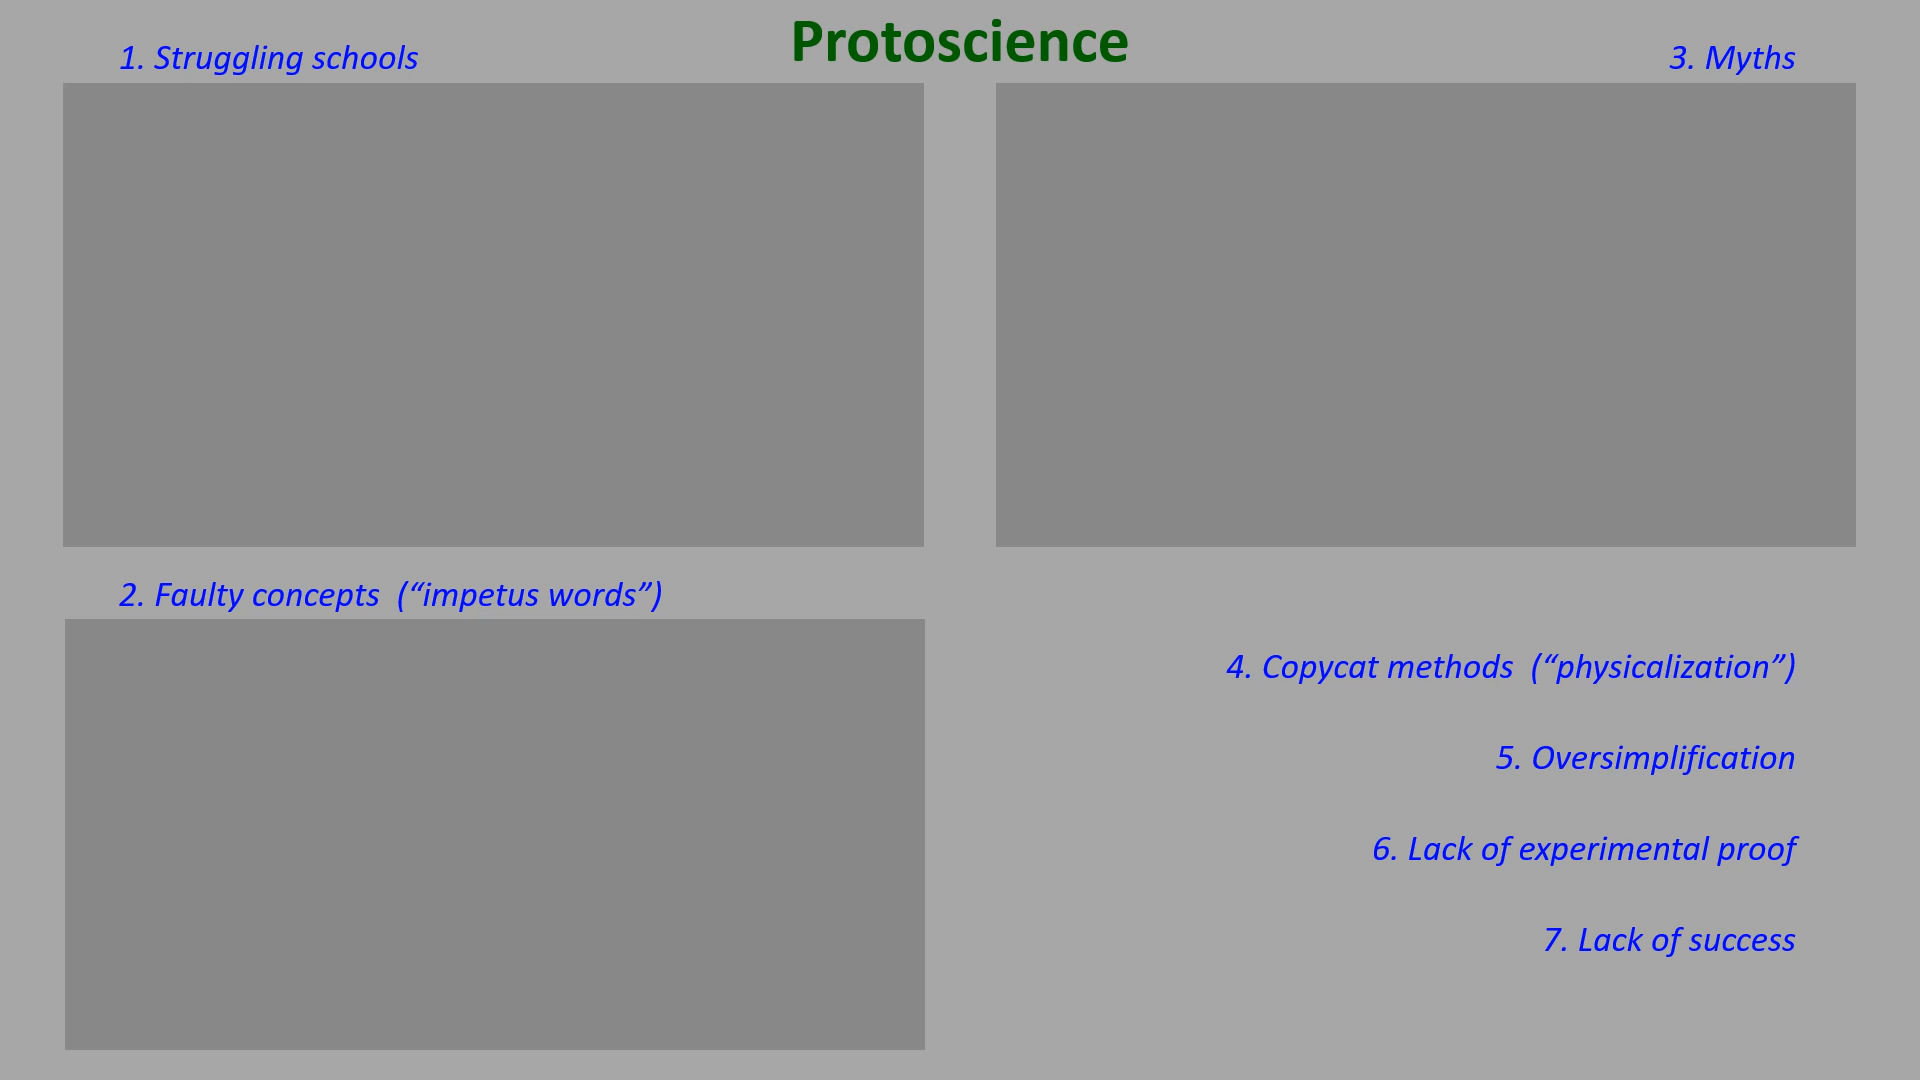 Protoscience
1. Struggling schools
2. Faulty concepts  (“impetus words”)
3. Myths
4. Copycat methods  (“physicalization”)
5. Oversimplification
6. Lack of experimental proof
7. Lack of success